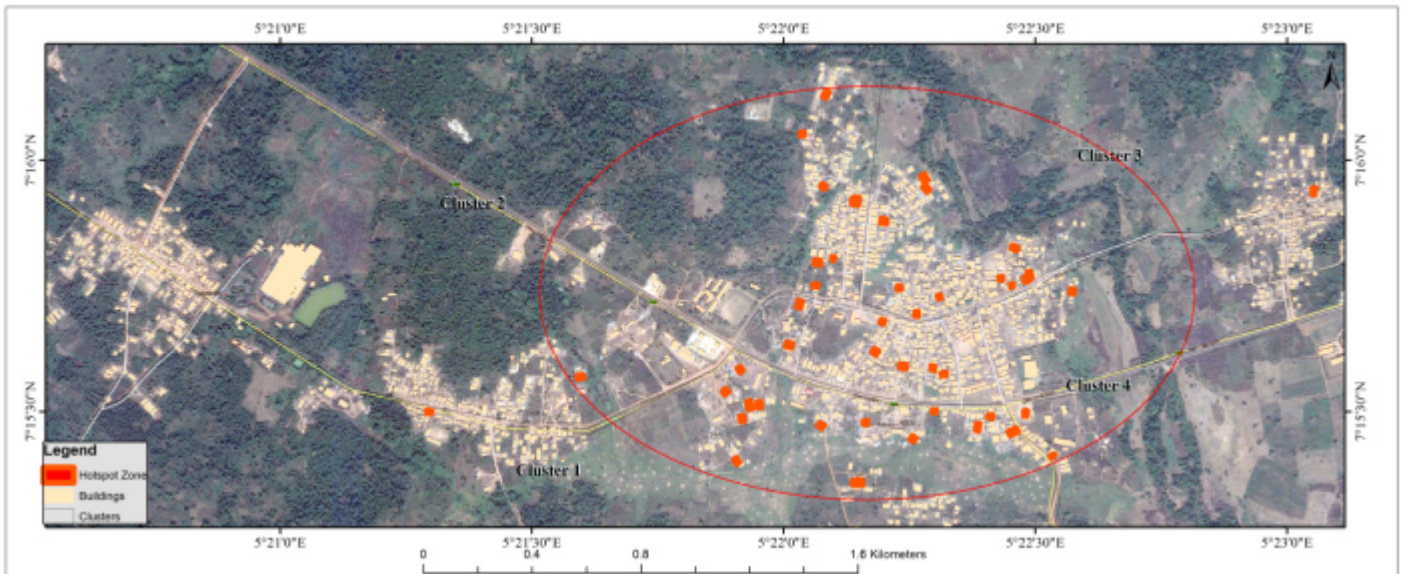 5°21'0"E 5°21'30"E 5°22'0"E 5°22'30"E 5°23'0"E
N
7°16'0"N 7°16'0"N
Cluster 3
Cluster 2
Cluster 4
7°15'30"N 7°15'30"N
Cluster 1
Legend
Hotspot Zone
Buildings
Clusters
5°21'0"E 5°21'30"E 5°22'0"E 5°22'30"E 5°23'0"E
0 0.4 0.8 1.6 Kilometers